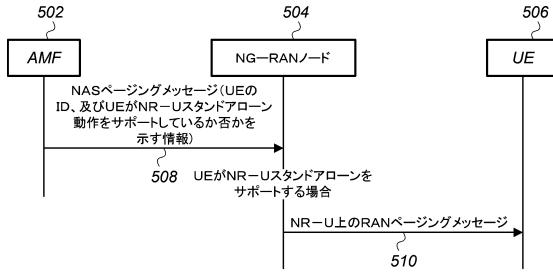 502
504
506
AMF
NG-RANノード
UE
NASページングメッセージ(UEの
ID、及びUEがNR-Uスタンドアローン
動作をサポートしているか否かを
示す情報)
508
UEがNR-Uスタンドアローンを
サポートする場合
NR-U上のRANページングメッセージ
510